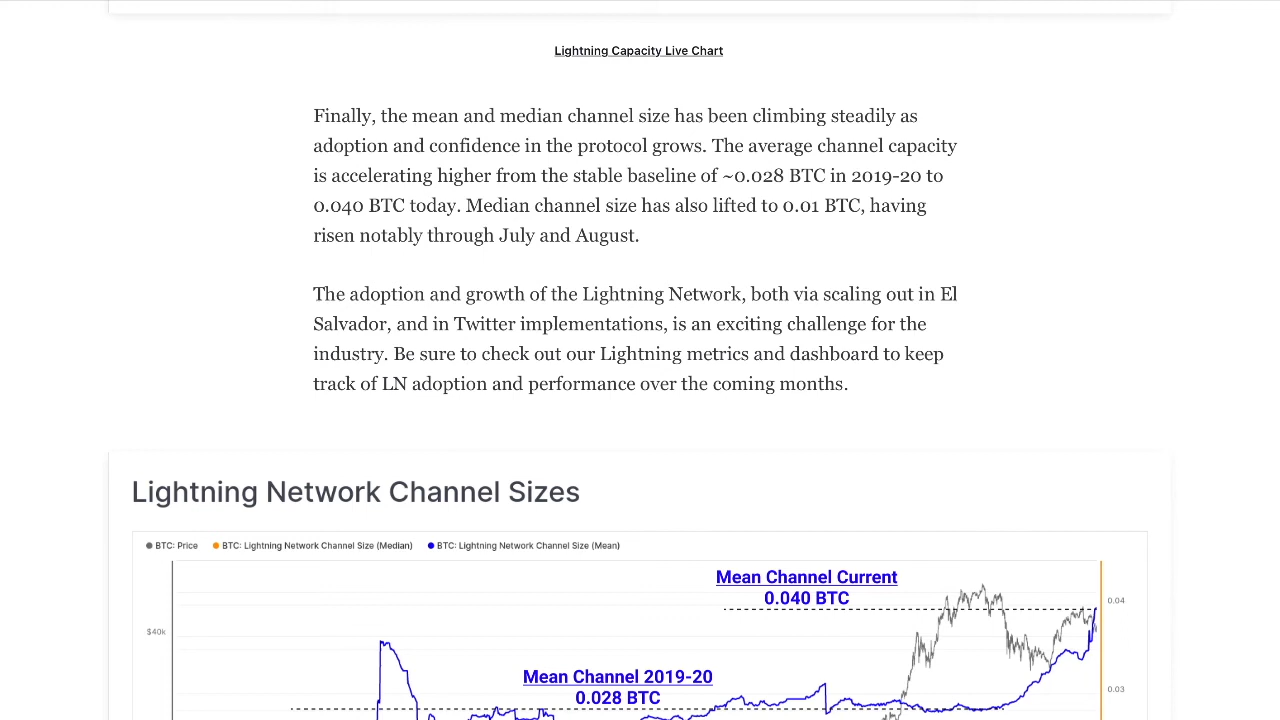 Lightning Capacity Live Chart
Finally, the mean and median channel size has been climbing steadily as
adoption and confidence in the protocol grows. The average channel capacity
is accelerating higher from the stable baseline of ~0.028 BTC in 2019-20 to
0.040 BTC today. Median channel size has also lifted to 0.01 BTC, having
risen notably through July and August.
The adoption and growth of the Lightning Network, both via scaling out in El
Salvador, and in Twitter implementations, is an exciting challenge for the
industry. Be sure to check out our Lightning metrics and dashboard to keep
track of LN adoption and performance over the coming months.
Lightning Network Channel Sizes
BTC: Price BTC: Lightning Network Channel Size (Median) BTC: Lightning Network Channel Size (Mean)
Mean Channel Current
0.040 BTC
0.04
$40k
Mean Channel 2019-20
0.028 BTC
0.03